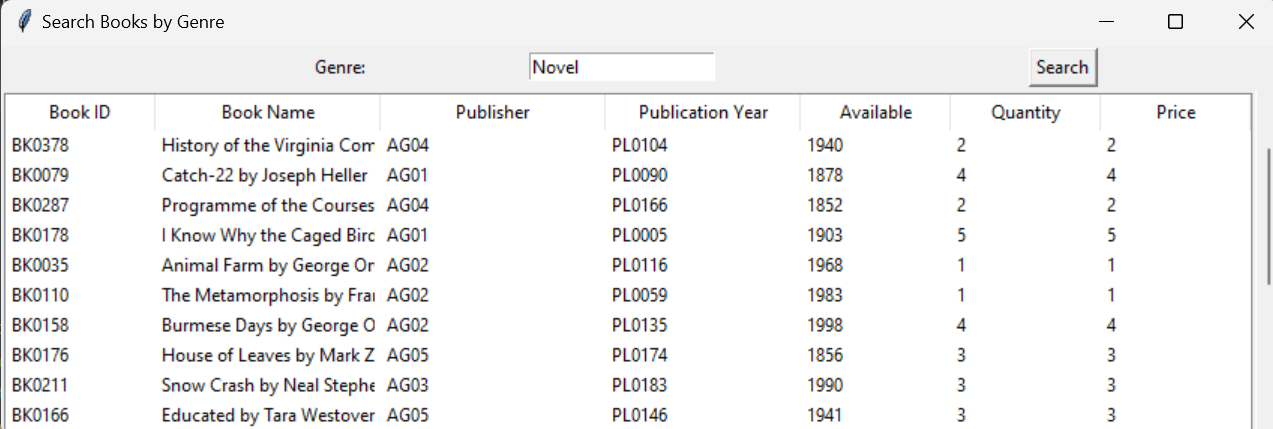 Search Books by Genre
Genre: Novel Search
Book ID Book Name Publisher Publication Year Available Quantity Price
BK0378 History of the Virginia Com AG04 PL0104 1940 2 2
BK0079 Catch-22 by Joseph Heller AG01 PL0090 1878 4 4
BK0287 Programme of the Courses AG04 PL0166 1852 2 2
BK0178 I Know Why the Caged Bird AG01 PL0005 1903 5 5
BK0035 Animal Farm by George Or AG02 PL0116 1968 1 1
BK0110 The Metamorphosis by Fra AG02 PL0059 1983 1 1
BK0158 Burmese Days by George O AG02 PL0135 1998 4 4
BK0176 House of Leaves by Mark Z AG05 PL0174 1856 3 3
BK0211 Snow Crash by Neal Stephe AG03 PL0183 1990 3 3
BK0166 Educated by Tara Westover AG05 PL0146 1941 3 3